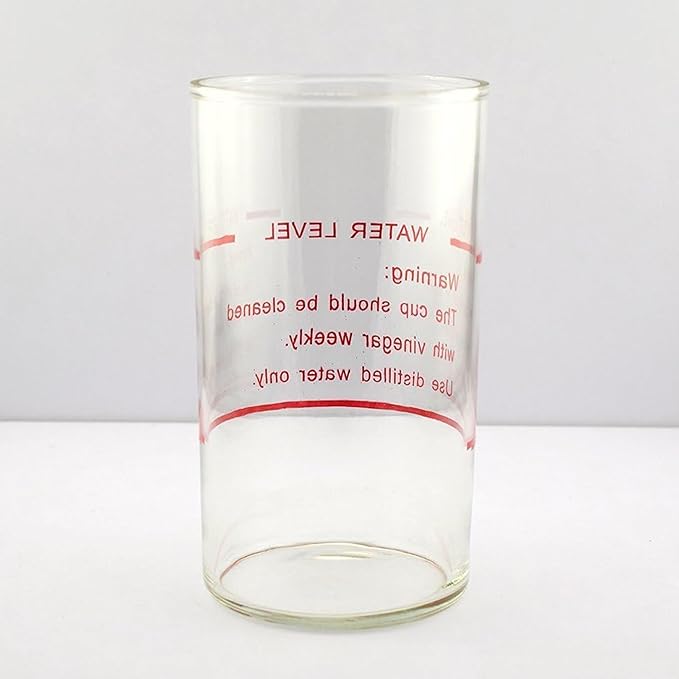 WATER LEVEL
Warning:
The cup should be cleaned
with vinegar weekly.
Use distilled water only.